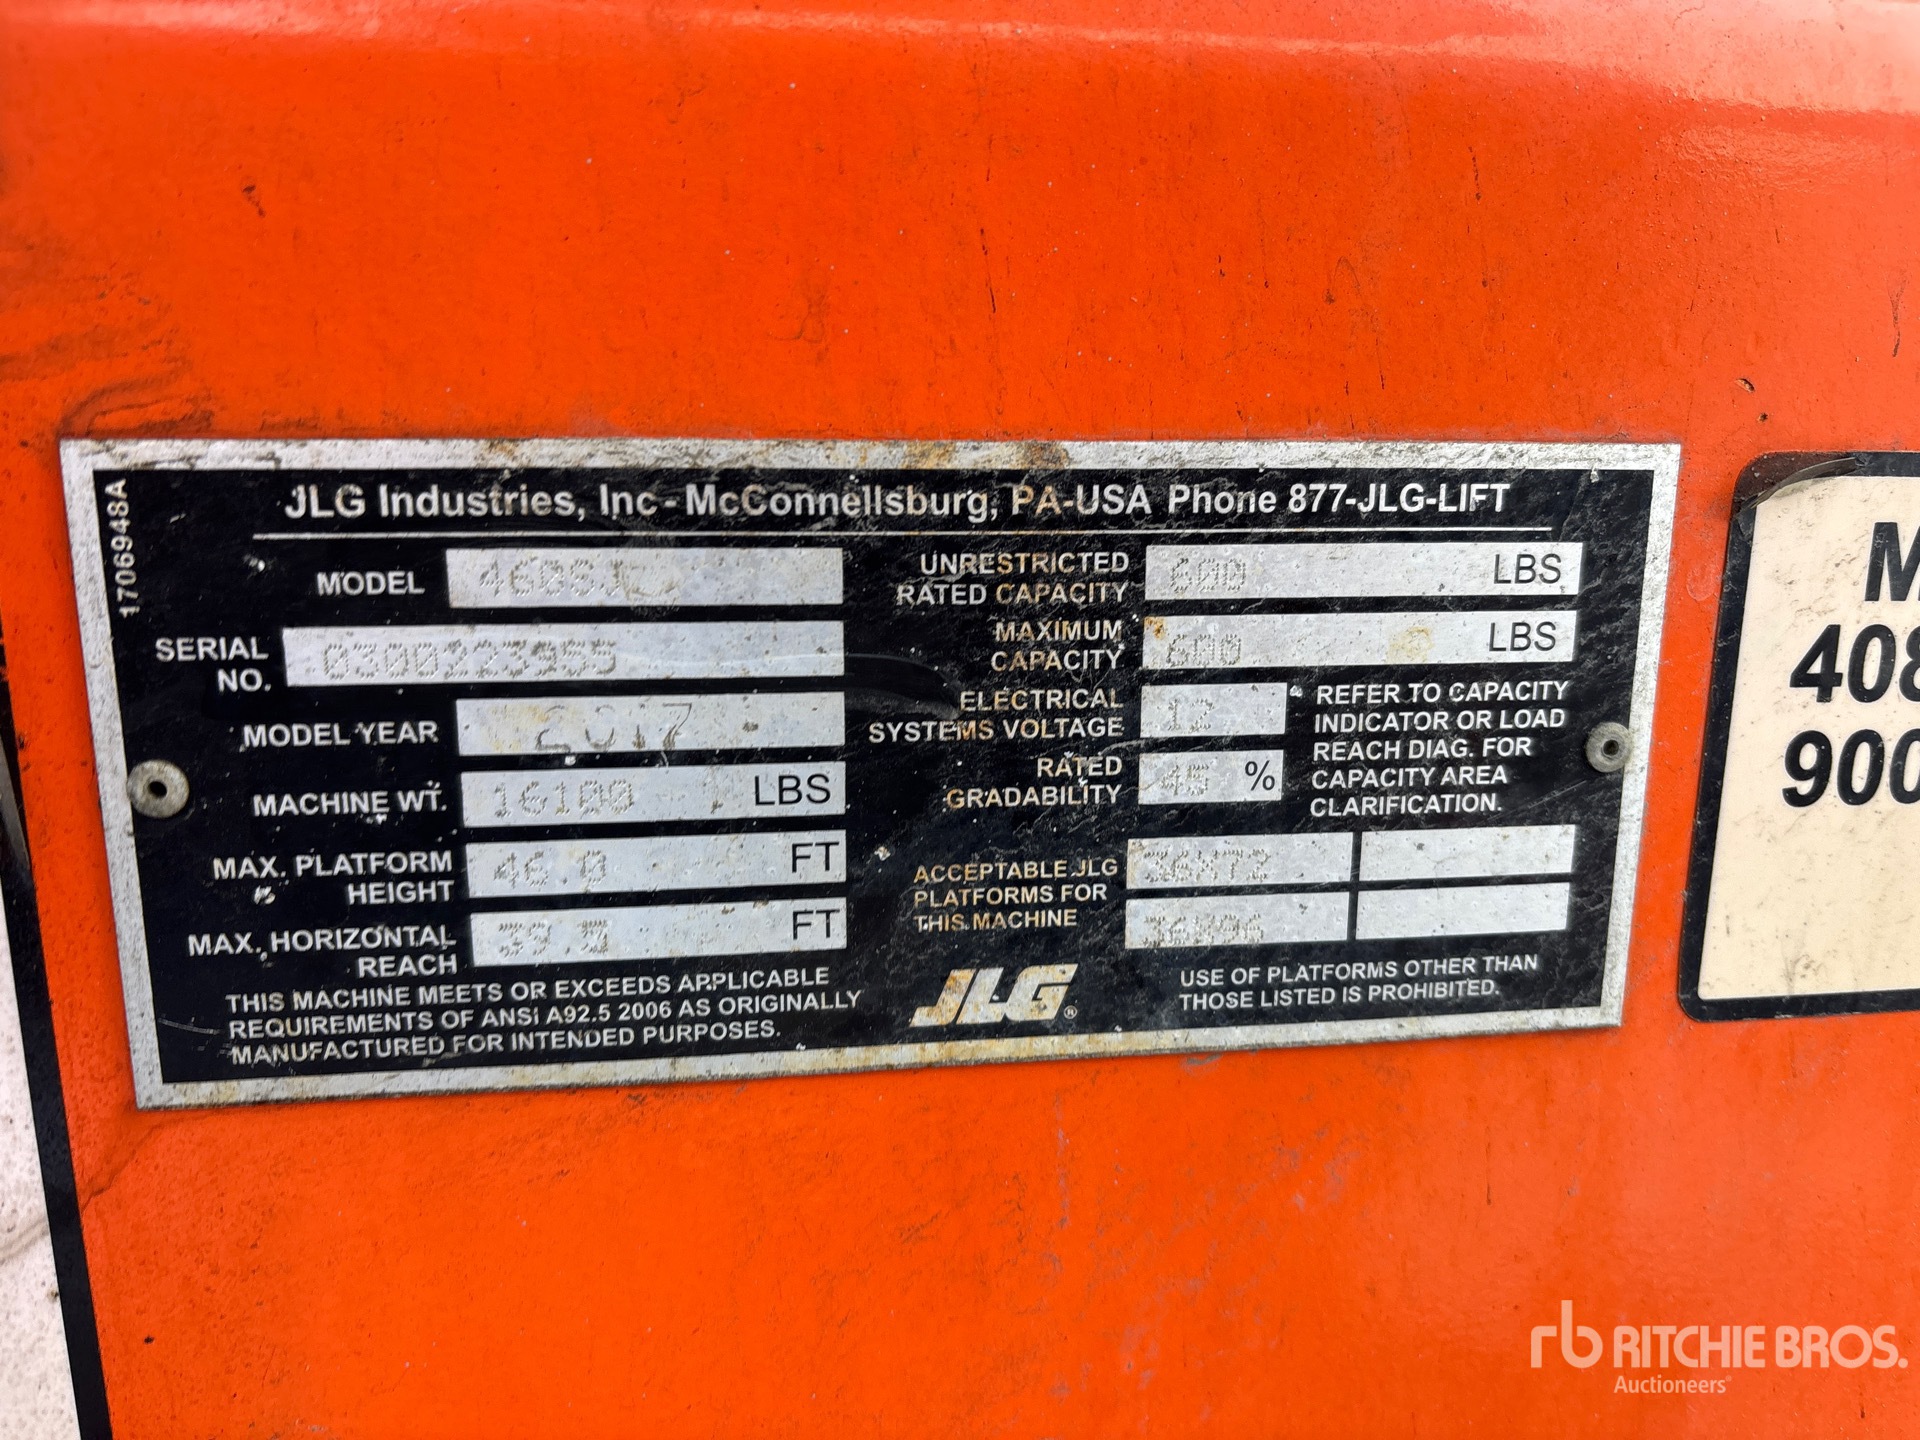 JLG Industries, Inc - McConnellsburg, PA-USA Phone 877-JLG-LIFT
1706948A
MODEL 460SJ
SERIAL NO. 0300223955
MODEL YEAR 2017
MACHINE WT. 16100 LBS
MAX. PLATFORM HEIGHT 46.0 FT
MAX. HORIZONTAL REACH 39.5 FT
THIS MACHINE MEETS OR EXCEEDS APPLICABLE
REQUIREMENTS OF ANSI A92.5 2006 AS ORIGINALLY
MANUFACTURED FOR INTENDED PURPOSES.
UNRESTRICTED RATED CAPACITY 600 LBS
MAXIMUM CAPACITY 600 LBS
ELECTRICAL SYSTEMS VOLTAGE 12
RATED GRADABILITY 45 %
REFER TO CAPACITY
INDICATOR OR LOAD
REACH DIAG. FOR
CAPACITY AREA
CLARIFICATION.
ACCEPTABLE JLG
PLATFORMS FOR
THIS MACHINE
36X72
36X96
JLG®
USE OF PLATFORMS OTHER THAN
THOSE LISTED IS PROHIBITED.
M
408
900
rb RITCHIE BROS.
Auctioneers